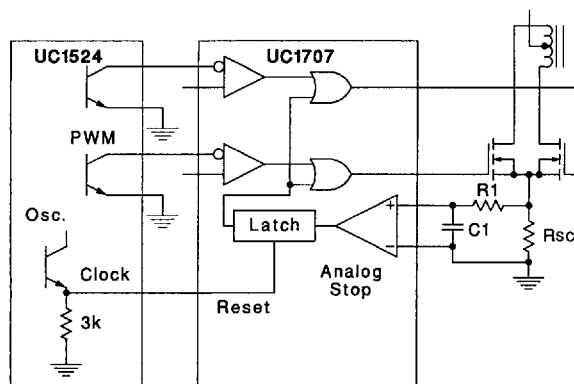 UC1524
UC1707
PWM
R1
Osc.
Latch
+
−
C1
Rsc
Clock
Analog
Stop
Reset
3k